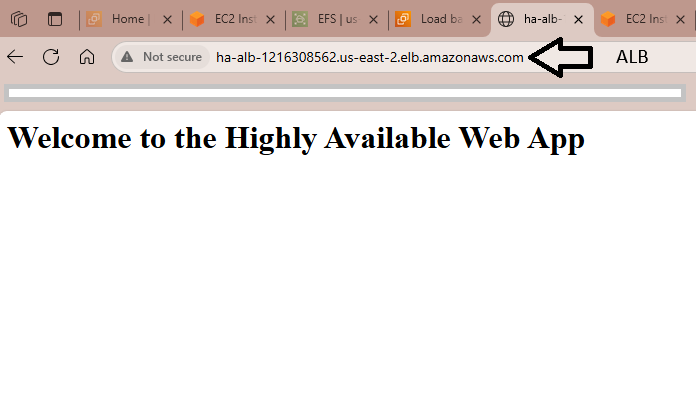 Home |
EC2 Inst
EFS | us
Load ba
ha-alb-
EC2 Inst
Not secure
ha-alb-1216308562.us-east-2.elb.amazonaws.com
ALB
Welcome to the Highly Available Web App